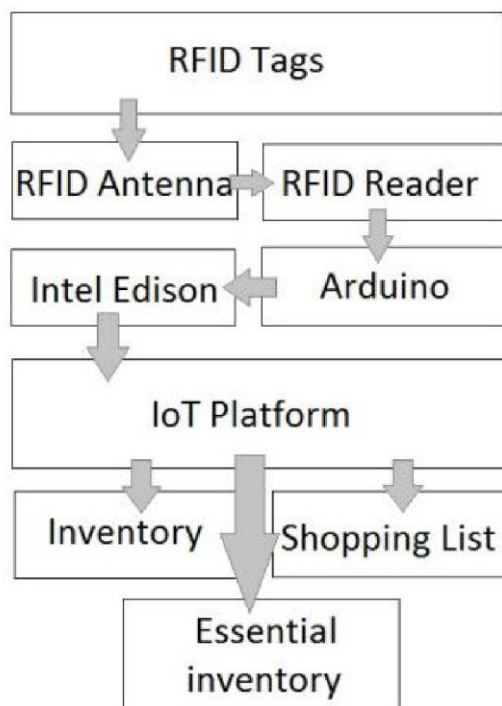 RFID Tags
RFID Antenna
RFID Reader
Intel Edison
Arduino
IoT Platform
Inventory
Shopping List
Essential
inventory